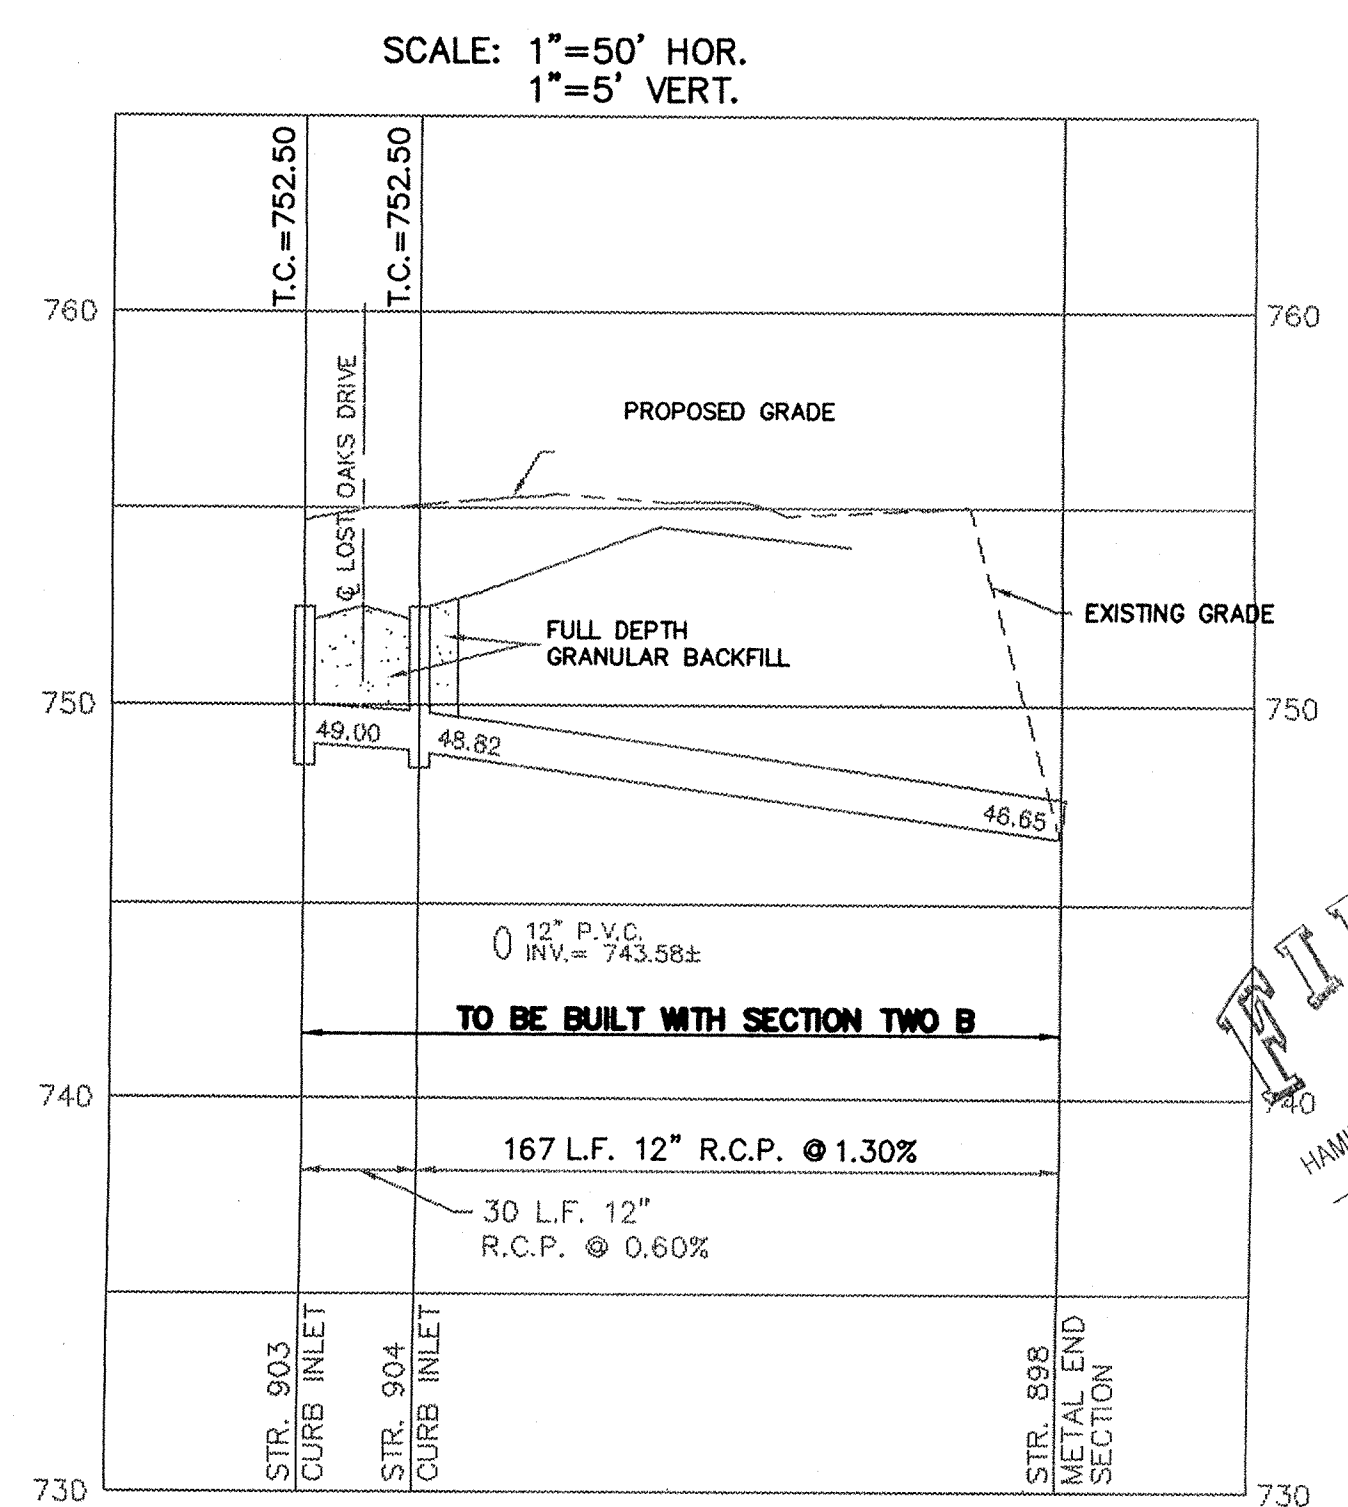 SCALE: 1"=50' HOR.
1"=5' VERT.
T.C.=752.50
T.C.=752.50
760
760
℄ LOST OAKS DRIVE
PROPOSED GRADE
EXISTING GRADE
FULL DEPTH
GRANULAR BACKFILL
750
750
49.00
48.82
46.65
12" P.V.C.
INV.= 743.58±
TO BE BUILT WITH SECTION TWO B
740
740
167 L.F. 12" R.C.P. @ 1.30%
30 L.F. 12"
R.C.P. @ 0.60%
STR. 903
CURB INLET
STR. 904
CURB INLET
STR. 898
METAL END
SECTION
730
730